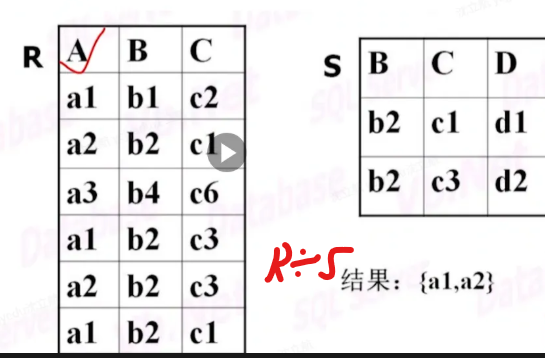 R
A B C
a1 b1 c2
a2 b2 c1
a3 b4 c6
a1 b2 c3
a2 b2 c3
a1 b2 c1
S
B C D
b2 c1 d1
b2 c3 d2
R÷S
结果：{a1,a2}